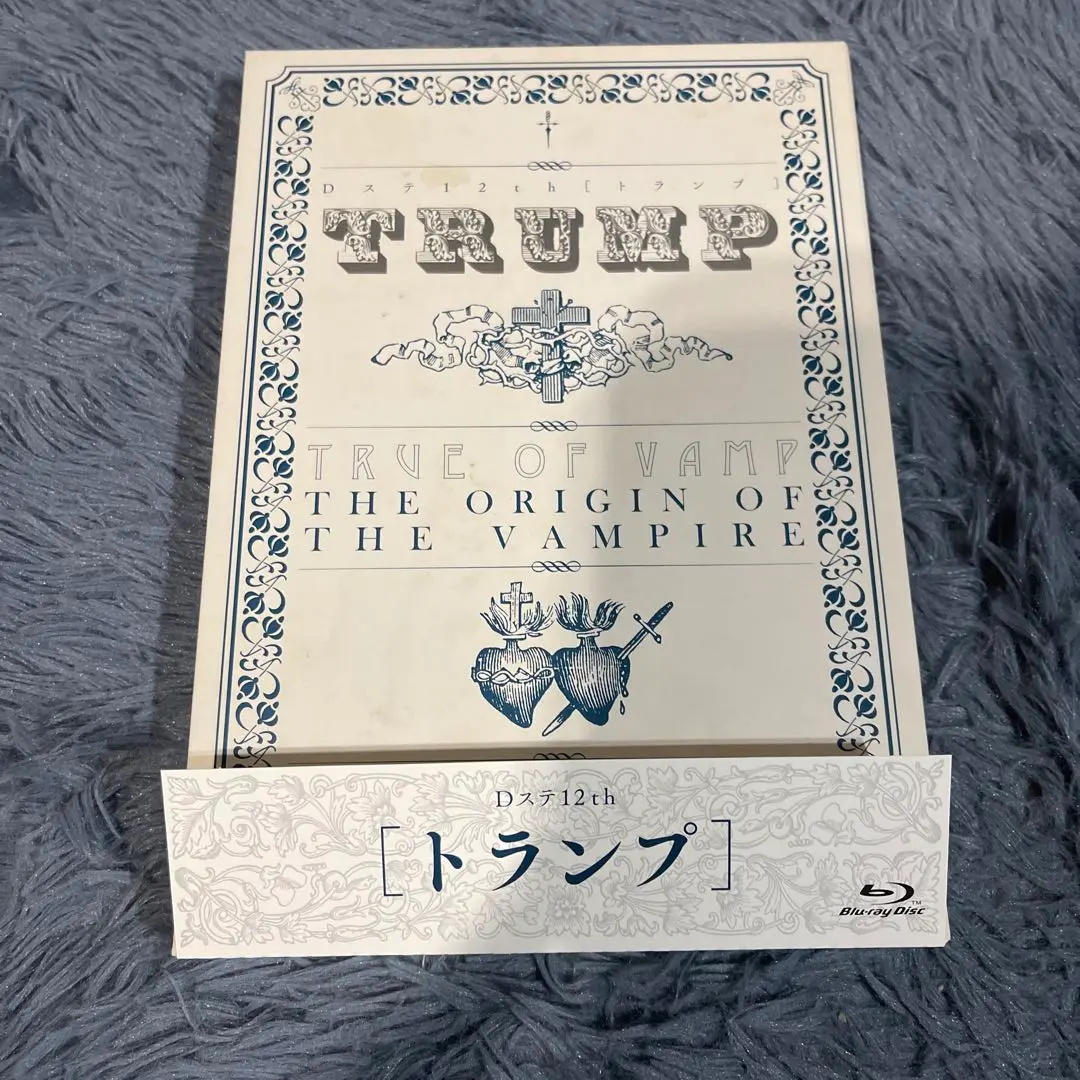 Dステ12th [トランプ]
TRUMP
TRUE OF VAMP
THE ORIGIN OF
THE VAMPIRE
Dステ12th
[トランプ]
Blu-ray Disc™